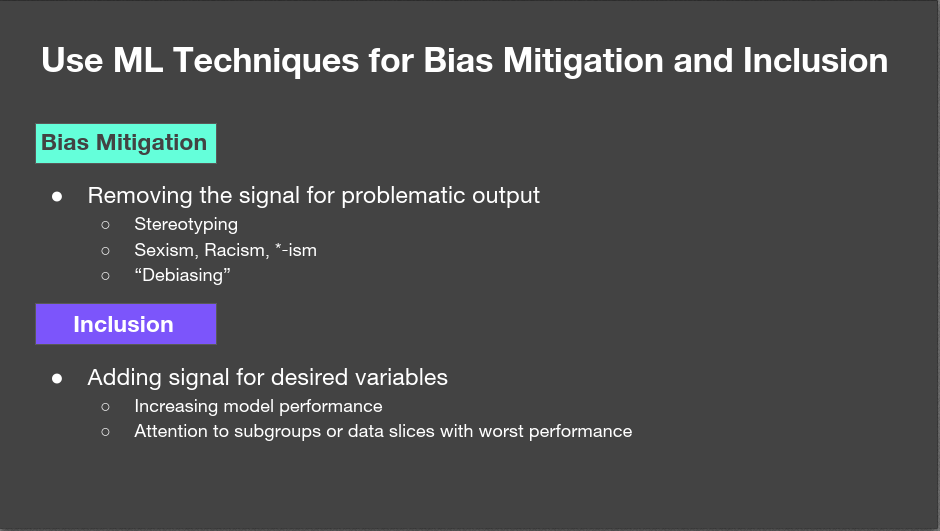 Use ML Techniques for Bias Mitigation and Inclusion
Bias Mitigation
● Removing the signal for problematic output
○ Stereotyping
○ Sexism, Racism, *-ism
○ “Debiasing”
Inclusion
● Adding signal for desired variables
○ Increasing model performance
○ Attention to subgroups or data slices with worst performance